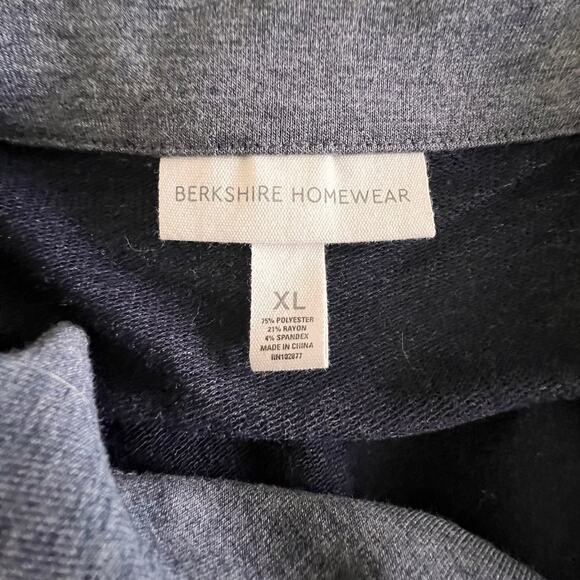 BERKSHIRE HOMEWEAR
XL
75% POLYESTER
21% RAYON
4% SPANDEX
MADE IN CHINA
RN102877